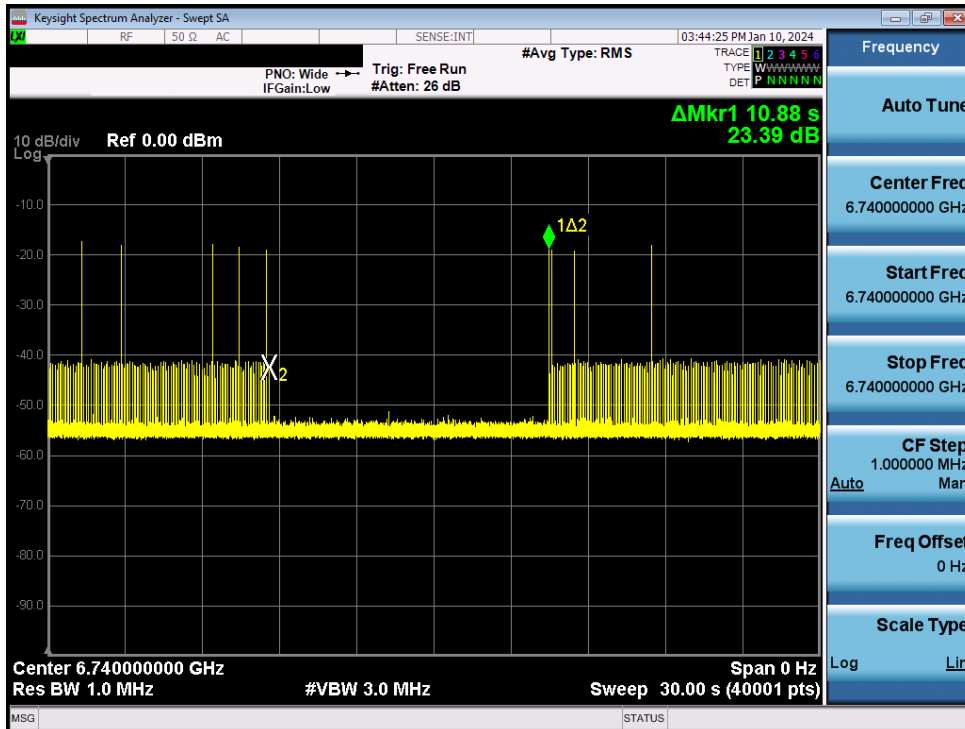 Keysight Spectrum Analyzer - Swept SA
LXI RF 50 Ω AC SENSE:INT 03:44:25 PM Jan 10, 2024
#Avg Type: RMS TRACE 1 2 3 4 5 6
PNO: Wide Trig: Free Run TYPE WWWWWW
IFGain:Low #Atten: 26 dB DET P N N N N N
ΔMkr1 10.88 s
23.39 dB
10 dB/div Ref 0.00 dBm
Log
-10.0
1Δ2
-20.0
-30.0
-40.0
X2
-50.0
-60.0
-70.0
-80.0
-90.0
Center 6.740000000 GHz Span 0 Hz
Res BW 1.0 MHz #VBW 3.0 MHz Sweep 30.00 s (40001 pts)
MSG STATUS
Frequency
Auto Tune
Center Freq
6.740000000 GHz
Start Freq
6.740000000 GHz
Stop Freq
6.740000000 GHz
CF Step
1.000000 MHz
Auto Man
Freq Offset
0 Hz
Scale Type
Log Lin